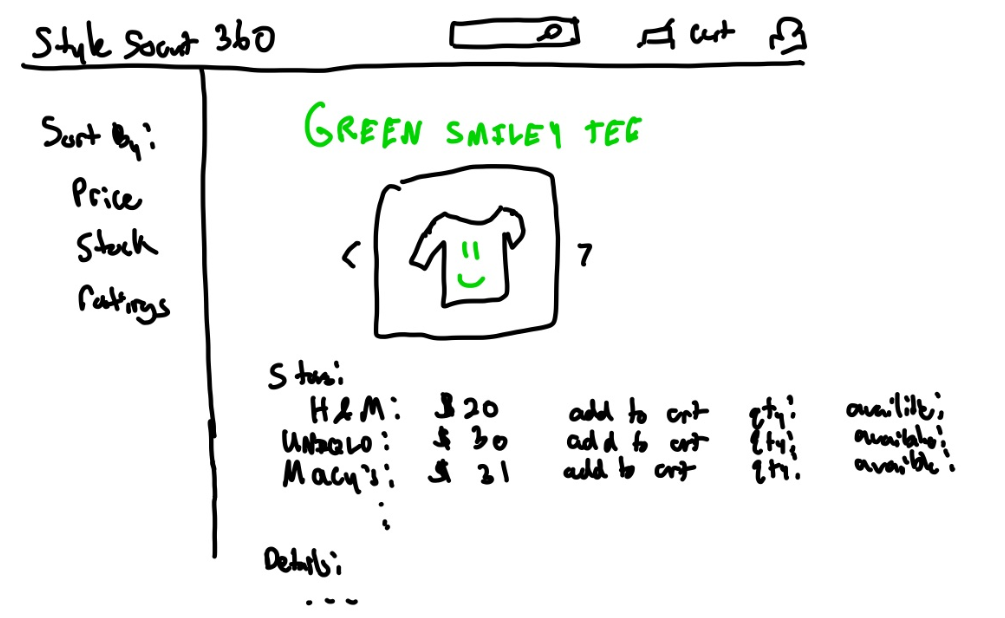 Style Scout 360 cart
Sort By:
Price
Stock
ratings
GREEN SMILEY TEE
< >
Stores:
H&M: $20 add to cart qty: available:
UNIQLO: $30 add to cart qty: available:
Macy's: $31 add to cart qty: available:
Details:
---